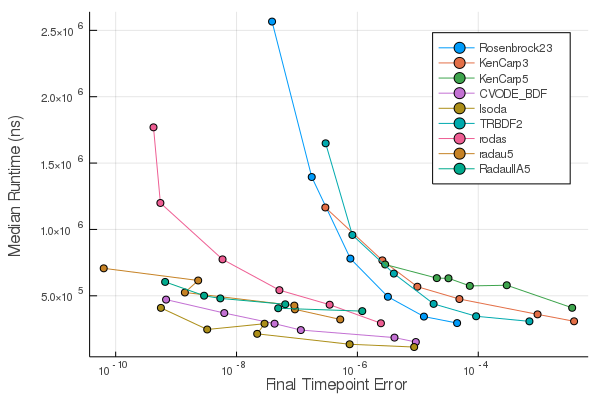 Median Runtime (ns)
2.5×10⁶
2.0×10⁶
1.5×10⁶
1.0×10⁶
5.0×10⁵
Rosenbrock23
KenCarp3
KenCarp5
CVODE_BDF
lsoda
TRBDF2
rodas
radau5
RadauIIA5
10⁻¹⁰
10⁻⁸
10⁻⁶
10⁻⁴
Final Timepoint Error